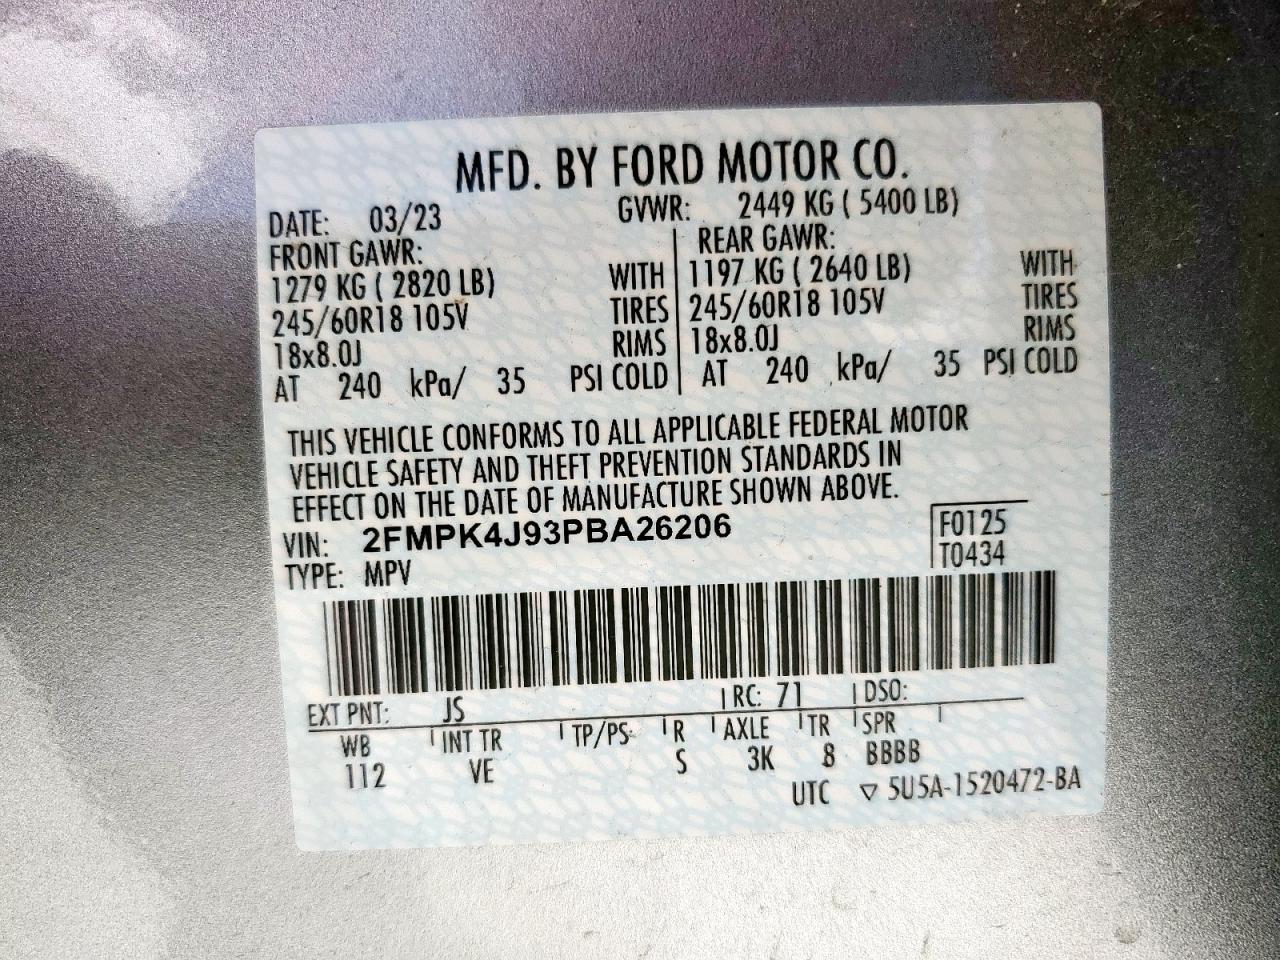 MFD. BY FORD MOTOR CO.
DATE: 03/23 GVWR: 2449 KG ( 5400 LB)
FRONT GAWR: REAR GAWR:
1279 KG ( 2820 LB) WITH 1197 KG ( 2640 LB) WITH
245/60R18 105V TIRES 245/60R18 105V TIRES
18x8.0J RIMS 18x8.0J RIMS
AT 240 kPa/ 35 PSI COLD AT 240 kPa/ 35 PSI COLD
THIS VEHICLE CONFORMS TO ALL APPLICABLE FEDERAL MOTOR
VEHICLE SAFETY AND THEFT PREVENTION STANDARDS IN
EFFECT ON THE DATE OF MANUFACTURE SHOWN ABOVE.
VIN: 2FMPK4J93PBA26206 F0125
TYPE: MPV T0434
EXT PNT: JS RC: 71 DSO:
WB INT TR TP/PS R AXLE TR SPR
112 VE S 3K 8 BBBB
UTC ▽ 5U5A-1520472-BA